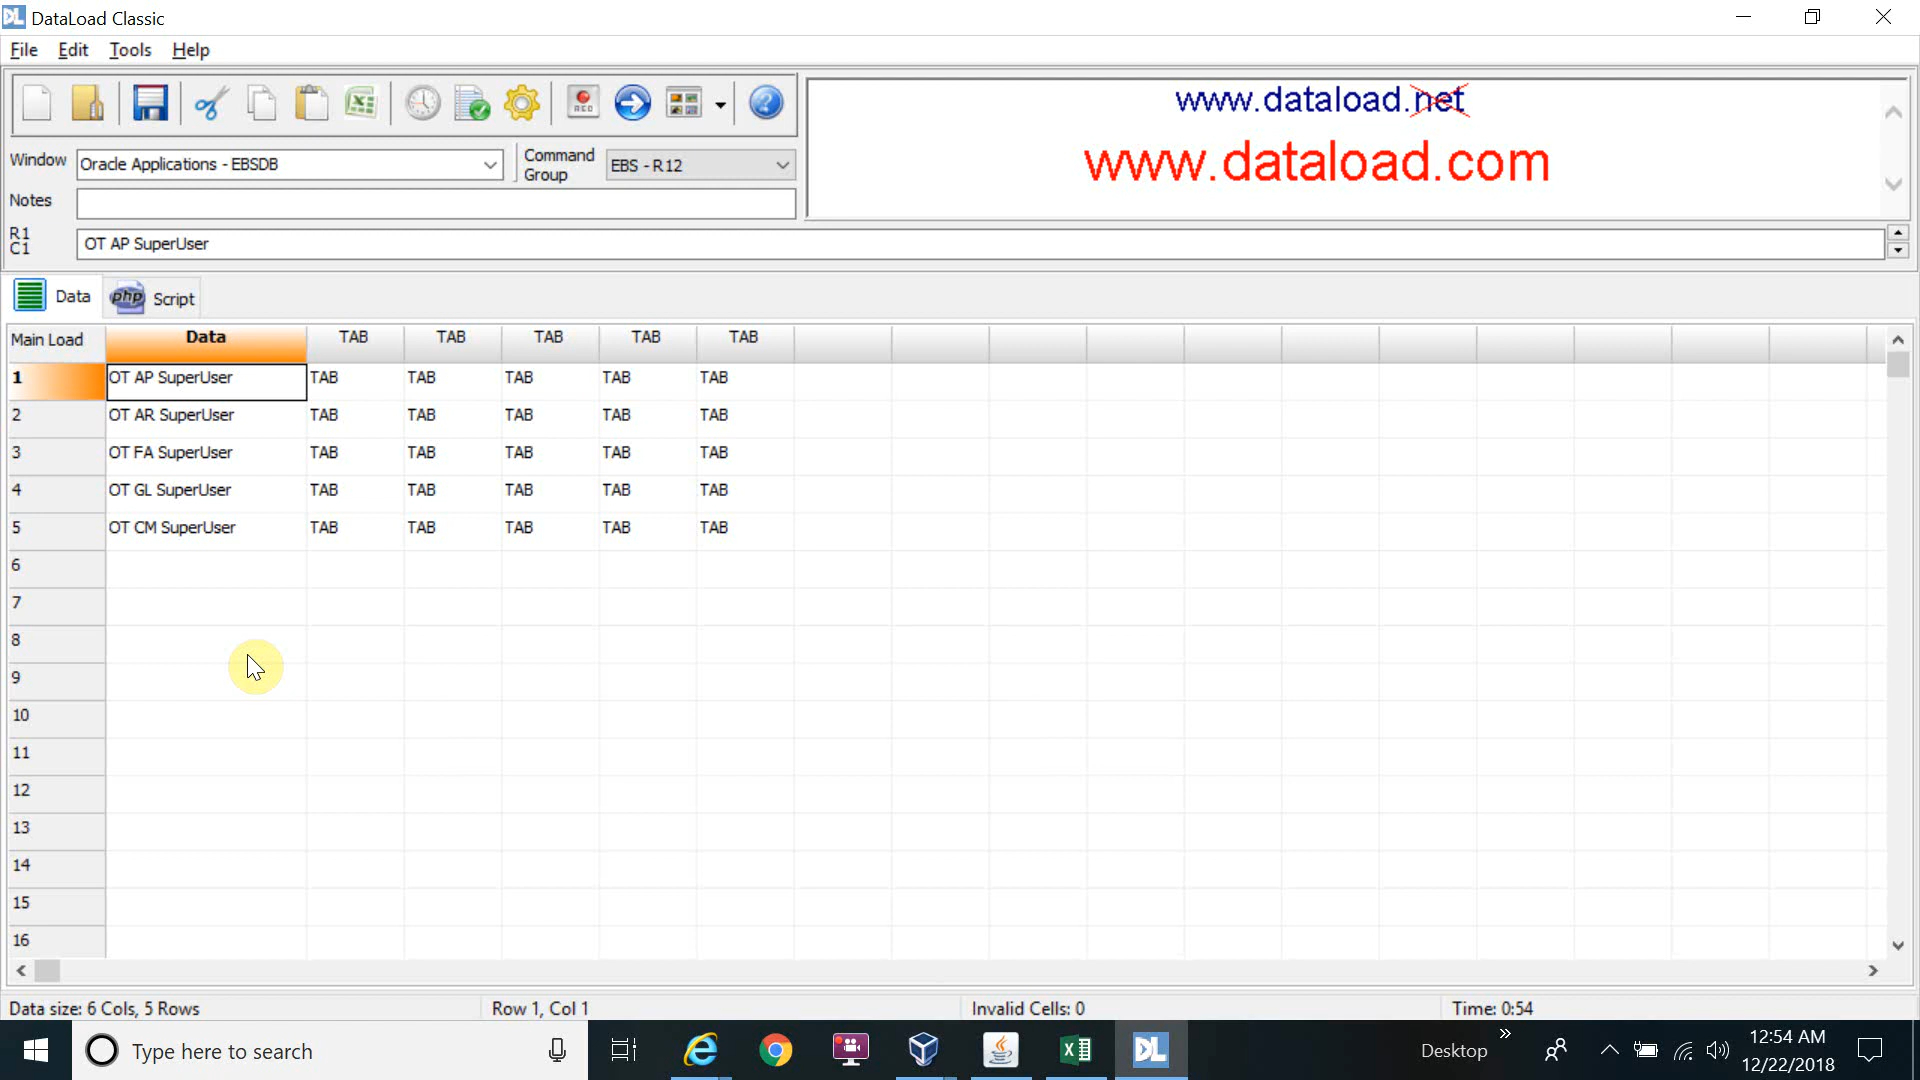 DL DataLoad Classic
File Edit Tools Help
REC
Window Oracle Applications - EBSDB Command Group EBS - R12
Notes
R1 C1 OT AP SuperUser
www.dataload.net
www.dataload.com
Data php Script
Main Load Data TAB TAB TAB TAB TAB
1 OT AP SuperUser TAB TAB TAB TAB TAB
2 OT AR SuperUser TAB TAB TAB TAB TAB
3 OT FA SuperUser TAB TAB TAB TAB TAB
4 OT GL SuperUser TAB TAB TAB TAB TAB
5 OT CM SuperUser TAB TAB TAB TAB TAB
6
7
8
9
10
11
12
13
14
15
16
Data size: 6 Cols, 5 Rows Row 1, Col 1 Invalid Cells: 0 Time: 0:54
Type here to search DL Desktop 12:54 AM
12/22/2018